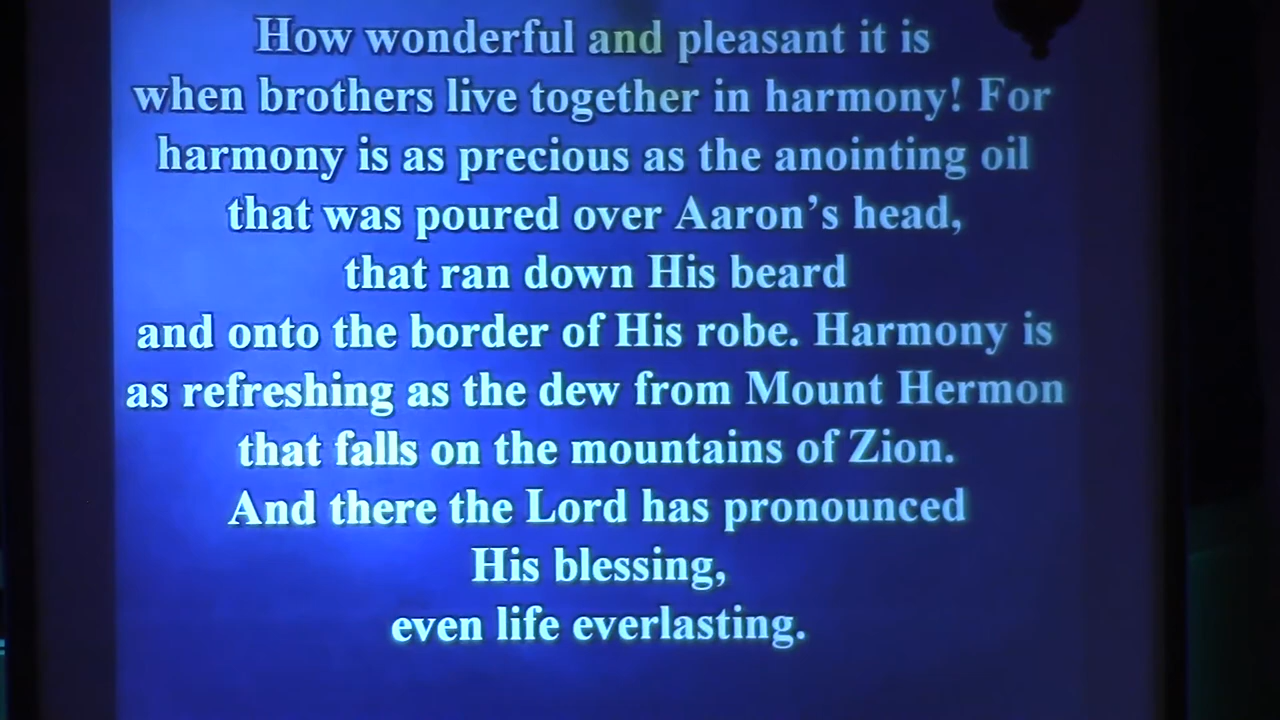 How wonderful and pleasant it is
when brothers live together in harmony! For
harmony is as precious as the anointing oil
that was poured over Aaron’s head,
that ran down His beard
and onto the border of His robe. Harmony is
as refreshing as the dew from Mount Hermon
that falls on the mountains of Zion.
And there the Lord has pronounced
His blessing,
even life everlasting.